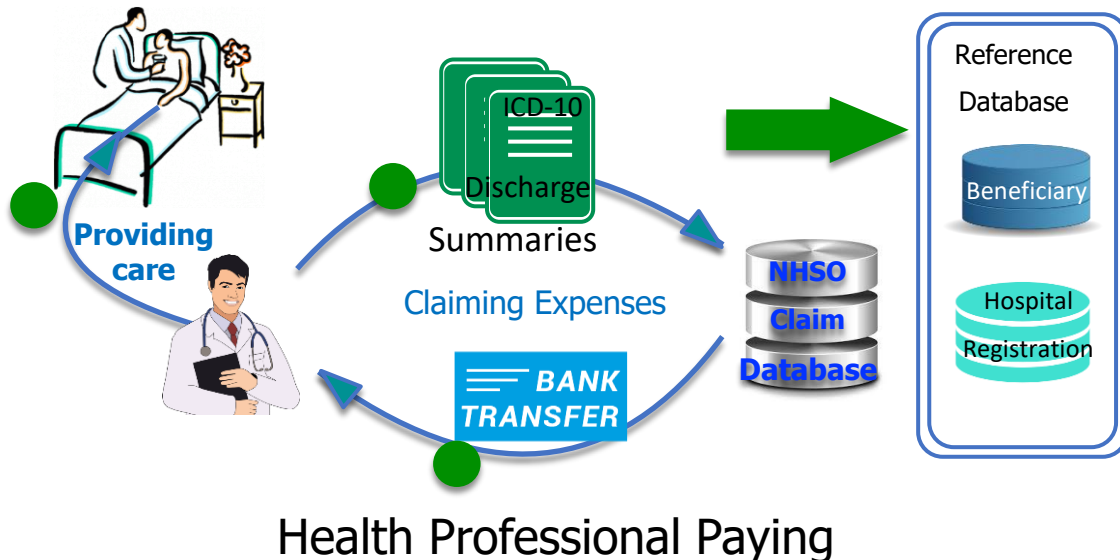 Providing
care
ICD-10
Discharge
Summaries
Claiming Expenses
BANK
TRANSFER
NHSO
Claim
Database
Reference
Database
Beneficiary
Hospital
Registration
Health Professional Paying